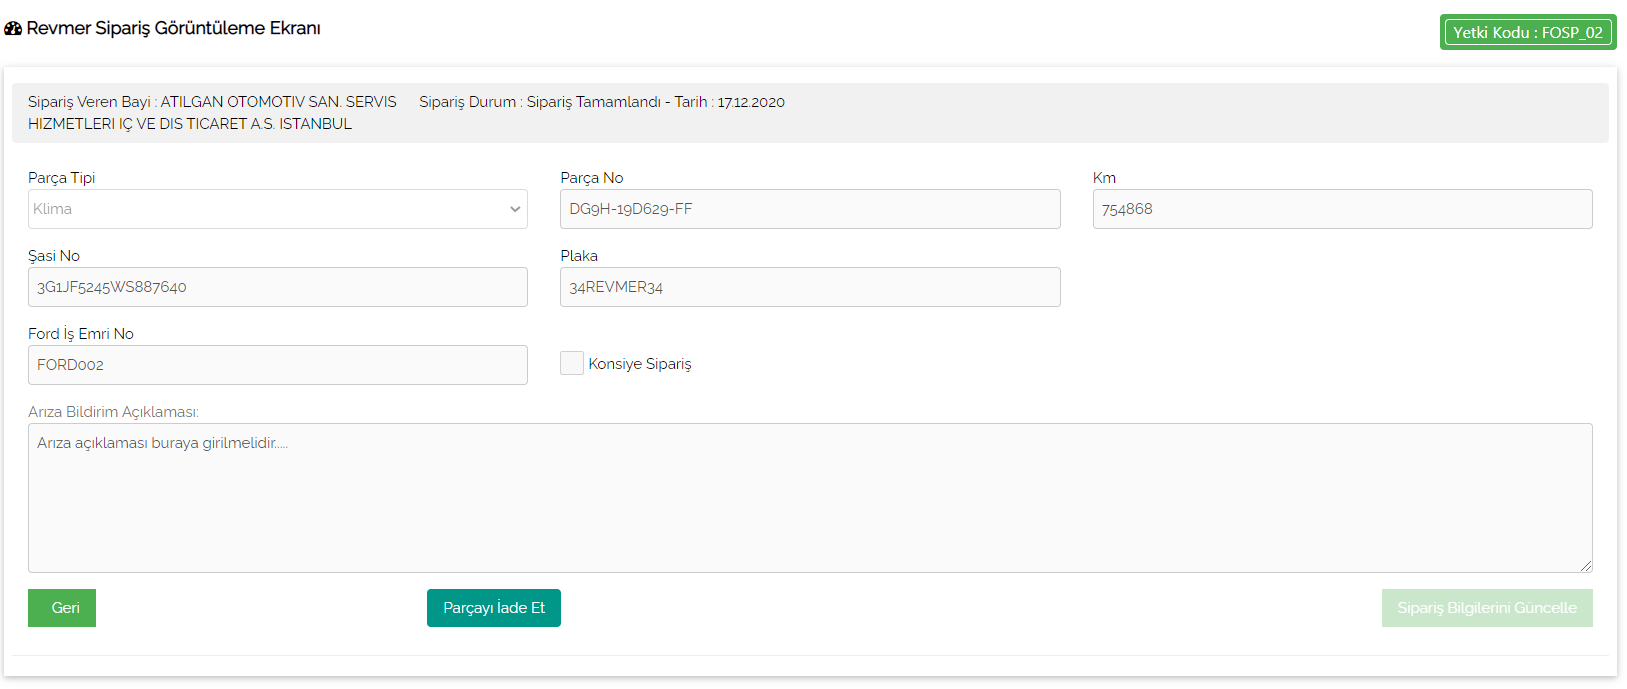 Revmer Sipariş Görüntüleme Ekranı
Yetki Kodu : FOSP_02
Sipariş Veren Bayi : ATILGAN OTOMOTIV SAN. SERVIS
HIZMETLERI IÇ VE DIS TICARET A.S. ISTANBUL
Sipariş Durum : Sipariş Tamamlandı - Tarih : 17.12.2020
Parça Tipi
Klima
Parça No
DG9H-19D629-FF
Km
754868
Şasi No
3G1JF5245WS887640
Plaka
34REVMER34
Ford İş Emri No
FORD002
Konsiye Sipariş
Arıza Bildirim Açıklaması:
Arıza açıklaması buraya girilmelidir.....
Geri
Parçayı İade Et
Sipariş Bilgilerini Güncelle